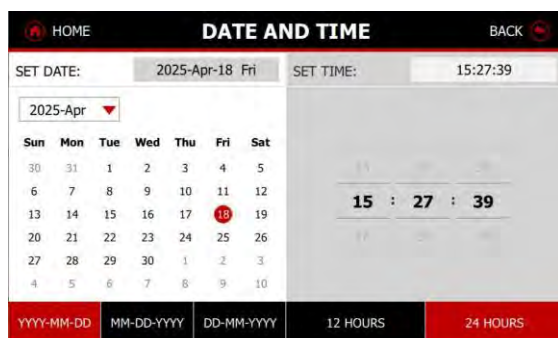 HOME DATE AND TIME BACK
SET DATE: 2025-Apr-18 Fri SET TIME: 15:27:39
2025-Apr
Sun Mon Tue Wed Thu Fri Sat
30 31 1 2 3 4 5
6 7 8 9 10 11 12
13 14 15 16 17 18 19
20 21 22 23 24 25 26
27 28 29 30 1 2 3
4 5 6 7 8 9 10
15 : 27 : 39
YYYY-MM-DD MM-DD-YYYY DD-MM-YYYY 12 HOURS 24 HOURS